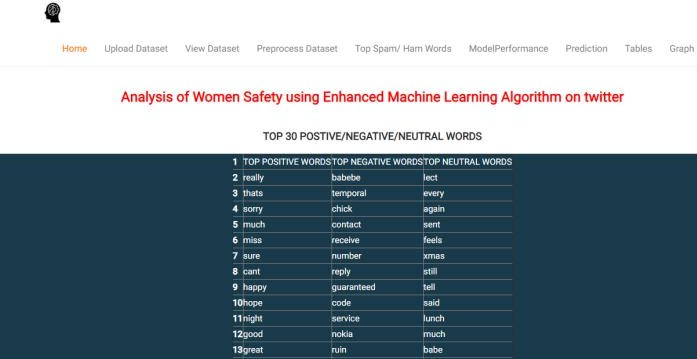 Home Upload Dataset View Dataset Preprocess Dataset Top Spam/ Ham Words ModelPerformance Prediction Tables Graph
Analysis of Women Safety using Enhanced Machine Learning Algorithm on twitter
TOP 30 POSTIVE/NEGATIVE/NEUTRAL WORDS
1 TOP POSITIVE WORDS TOP NEGATIVE WORDS TOP NEUTRAL WORDS
2 really babebe lect
3 thats temporal every
4 sorry chick again
5 much contact sent
6 miss receive feels
7 sure number xmas
8 cant reply still
9 happy guaranteed tell
10 hope code said
11 night service lunch
12 good nokia much
13 great ruin babe